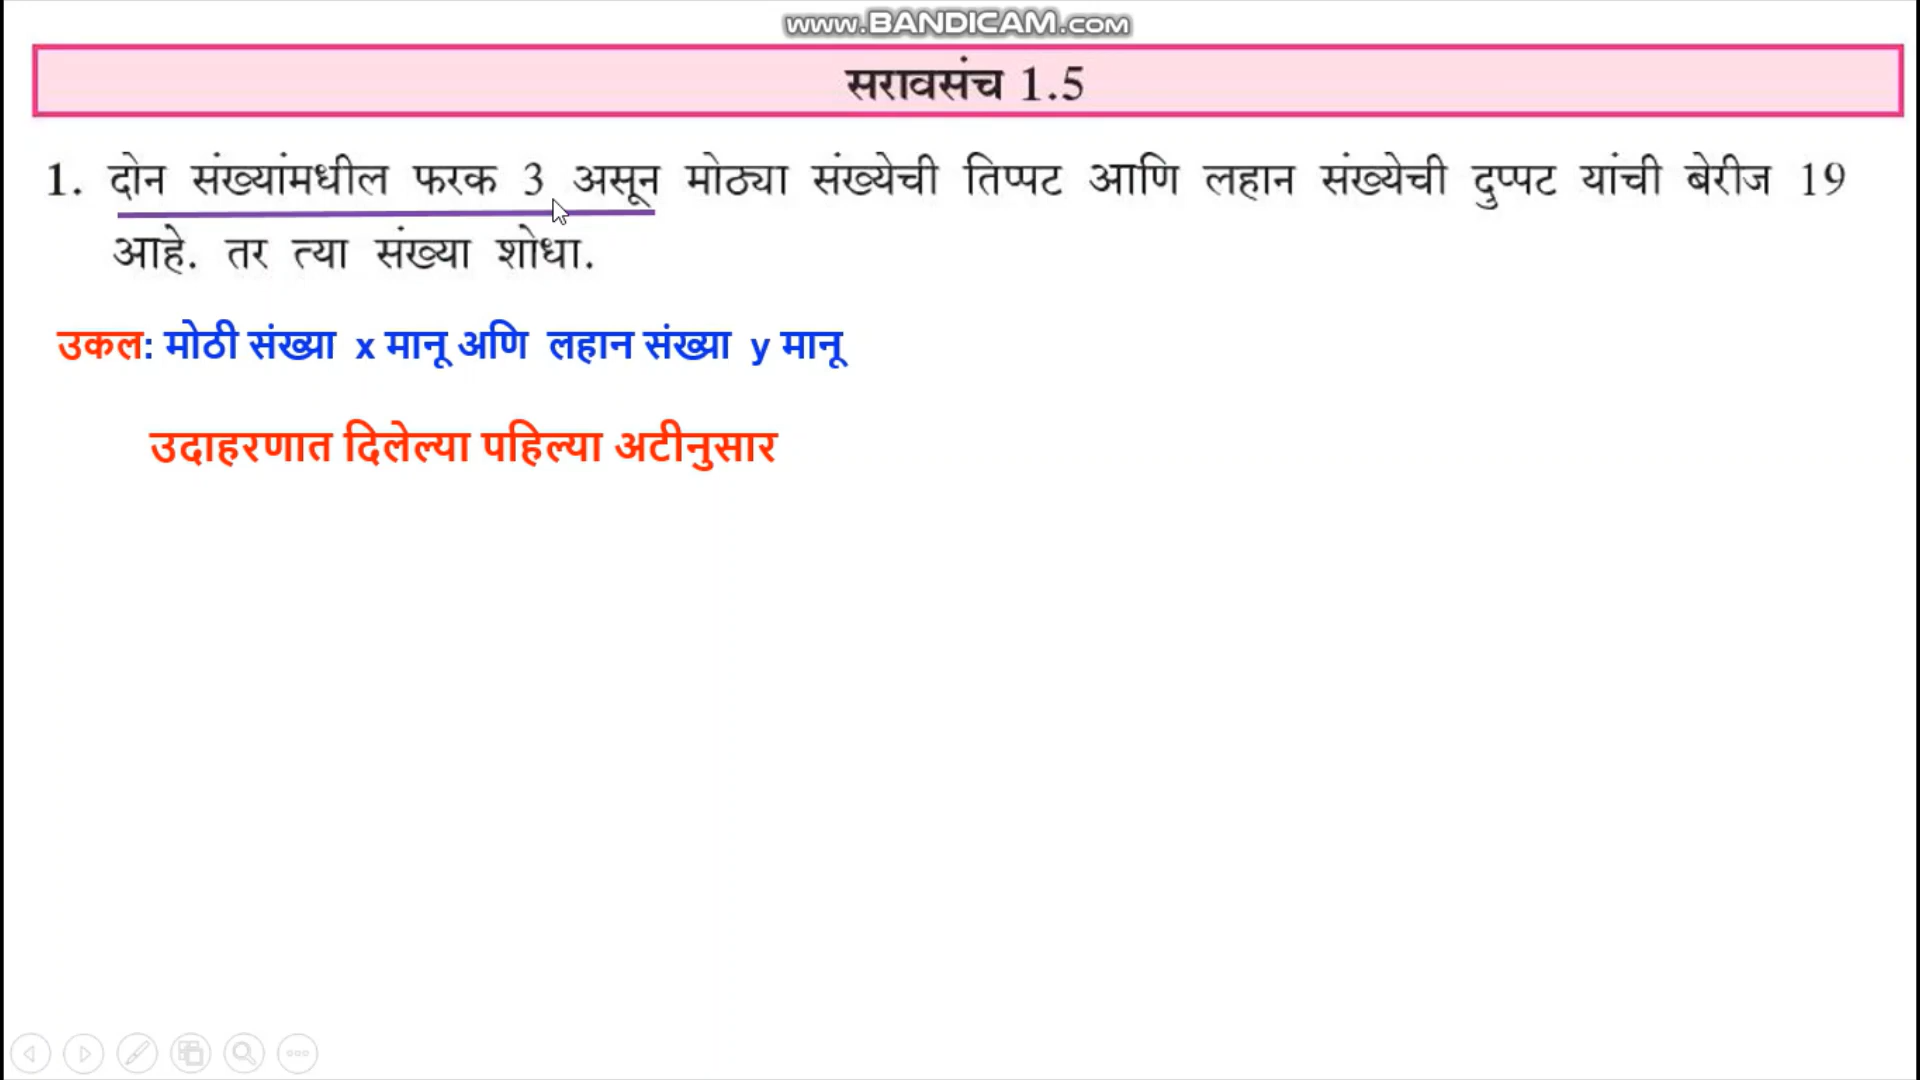 www.BANDICAM.com
सरावसंच 1.5
1. दोन संख्यांमधील फरक 3 असून मोठ्या संख्येची तिप्पट आणि लहान संख्येची दुप्पट यांची बेरीज 19
आहे. तर त्या संख्या शोधा.
उकल: मोठी संख्या x मानू अणि लहान संख्या y मानू
उदाहरणात दिलेल्या पहिल्या अटीनुसार